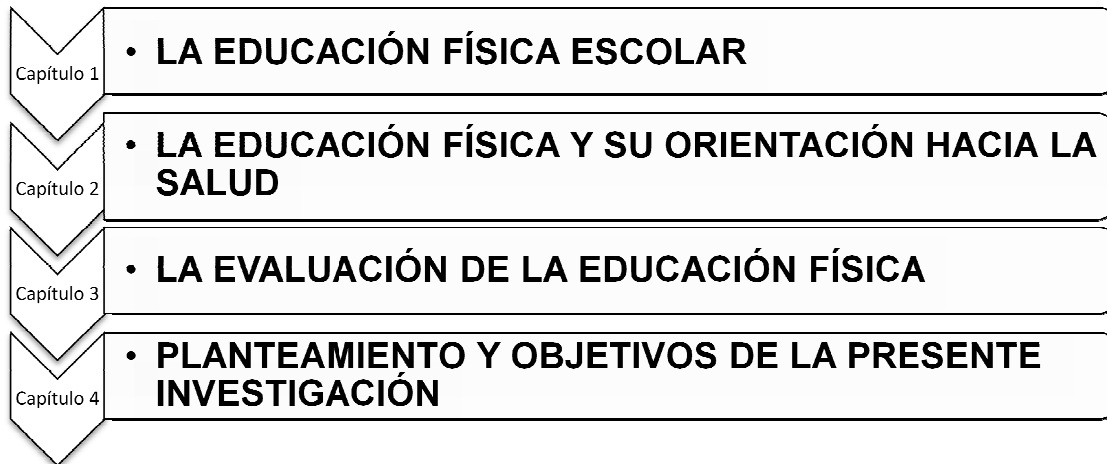 Capítulo 1
• LA EDUCACIÓN FÍSICA ESCOLAR
Capítulo 2
• LA EDUCACIÓN FÍSICA Y SU ORIENTACIÓN HACIA LA
SALUD
Capítulo 3
• LA EVALUACIÓN DE LA EDUCACIÓN FÍSICA
Capítulo 4
• PLANTEAMIENTO Y OBJETIVOS DE LA PRESENTE
INVESTIGACIÓN